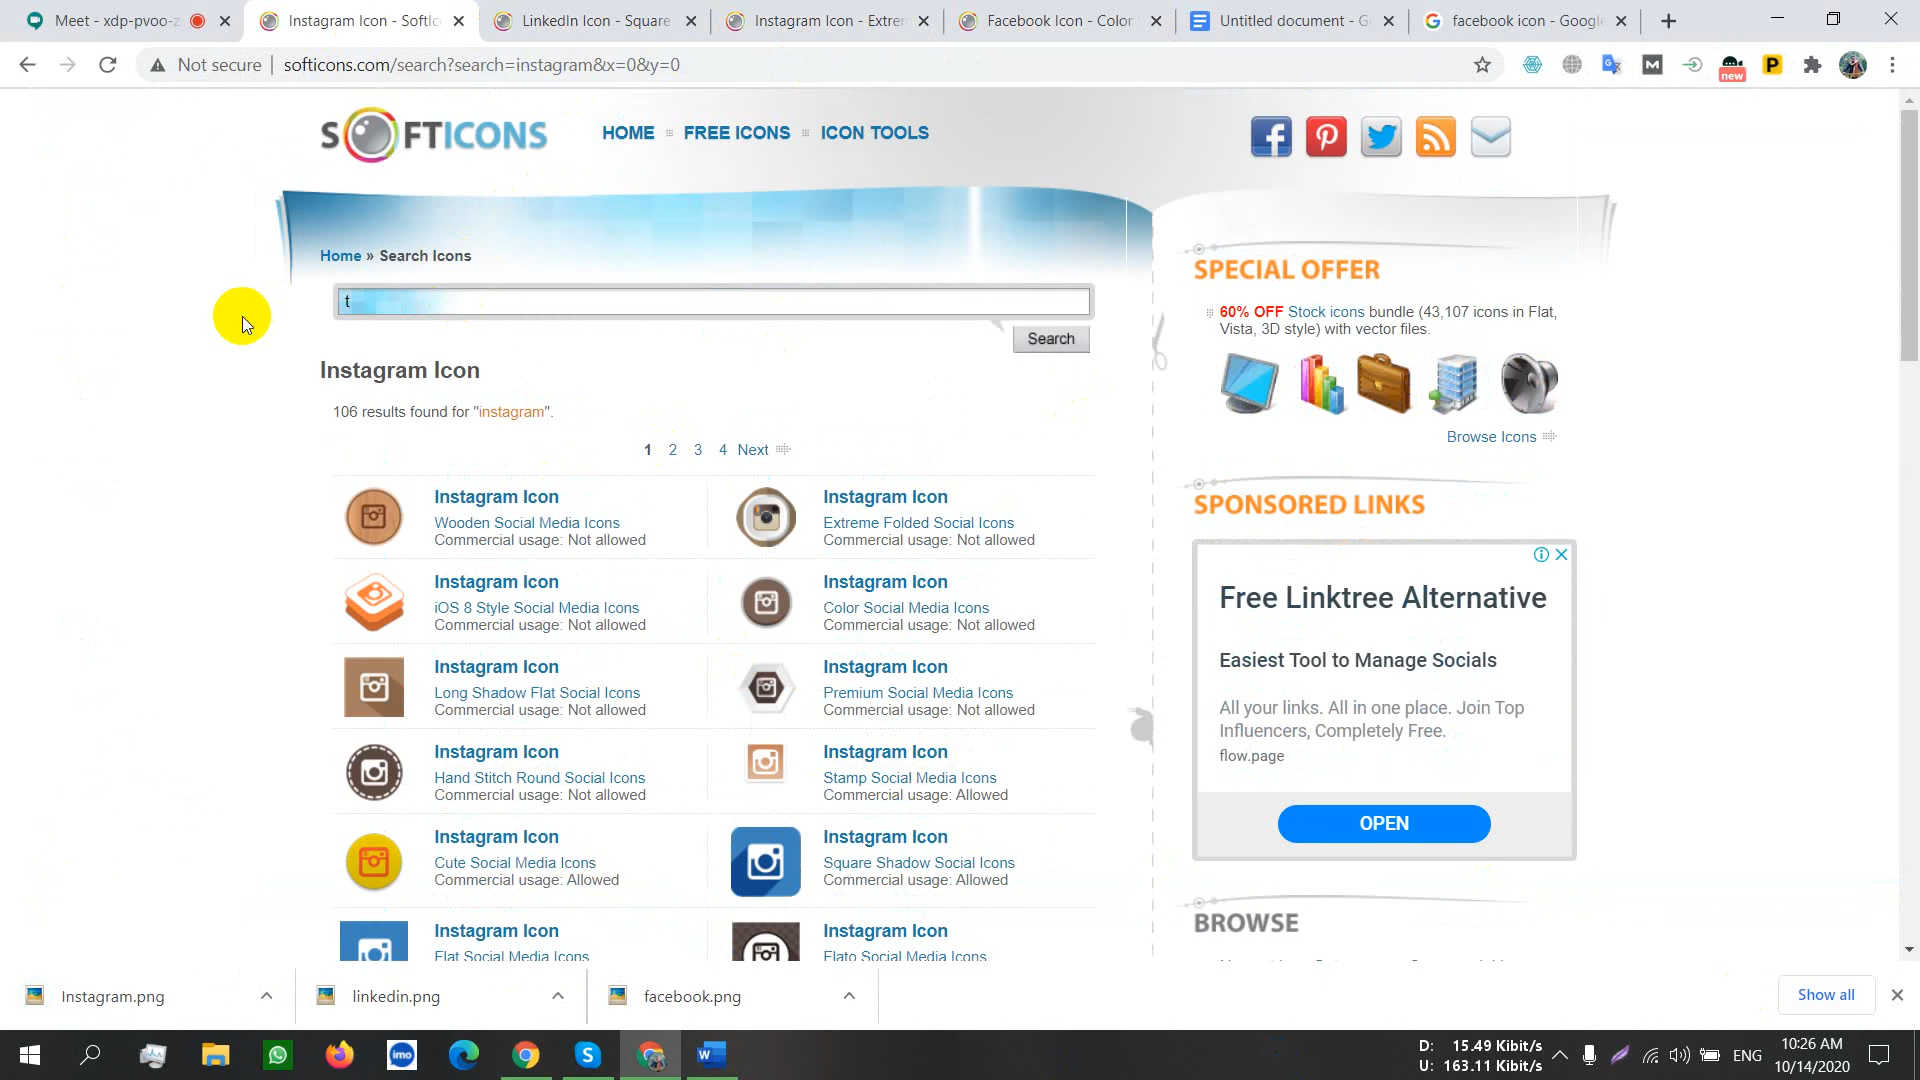 Meet - xdp-pvoo-z
Instagram Icon - SoftIc
LinkedIn Icon - Square
Instagram Icon - Extrem
Facebook Icon - Color
Untitled document - G
facebook icon - Google
Not secure
softicons.com/search?search=instagram&x=0&y=0
M
new
P
SOFTICONS
HOME
FREE ICONS
ICON TOOLS
Home » Search Icons
t
Search
Instagram Icon
106 results found for "instagram".
1 2 3 4 Next
Instagram Icon
Wooden Social Media Icons
Commercial usage: Not allowed
Instagram Icon
Extreme Folded Social Icons
Commercial usage: Not allowed
Instagram Icon
iOS 8 Style Social Media Icons
Commercial usage: Not allowed
Instagram Icon
Color Social Media Icons
Commercial usage: Not allowed
Instagram Icon
Long Shadow Flat Social Icons
Commercial usage: Not allowed
Instagram Icon
Premium Social Media Icons
Commercial usage: Not allowed
Instagram Icon
Hand Stitch Round Social Icons
Commercial usage: Not allowed
Instagram Icon
Stamp Social Media Icons
Commercial usage: Allowed
Instagram Icon
Cute Social Media Icons
Commercial usage: Allowed
Instagram Icon
Square Shadow Social Icons
Commercial usage: Allowed
Instagram Icon
Flat Social Media Icons
Instagram Icon
Flato Social Media Icons
SPECIAL OFFER
60% OFF Stock icons bundle (43,107 icons in Flat,
Vista, 3D style) with vector files.
Browse Icons
SPONSORED LINKS
Free Linktree Alternative
Easiest Tool to Manage Socials
All your links. All in one place. Join Top
Influencers, Completely Free.
flow.page
OPEN
BROWSE
Instagram.png
linkedin.png
facebook.png
Show all
imo
D: 15.49 Kibit/s
U: 163.11 Kibit/s
ENG
10:26 AM
10/14/2020